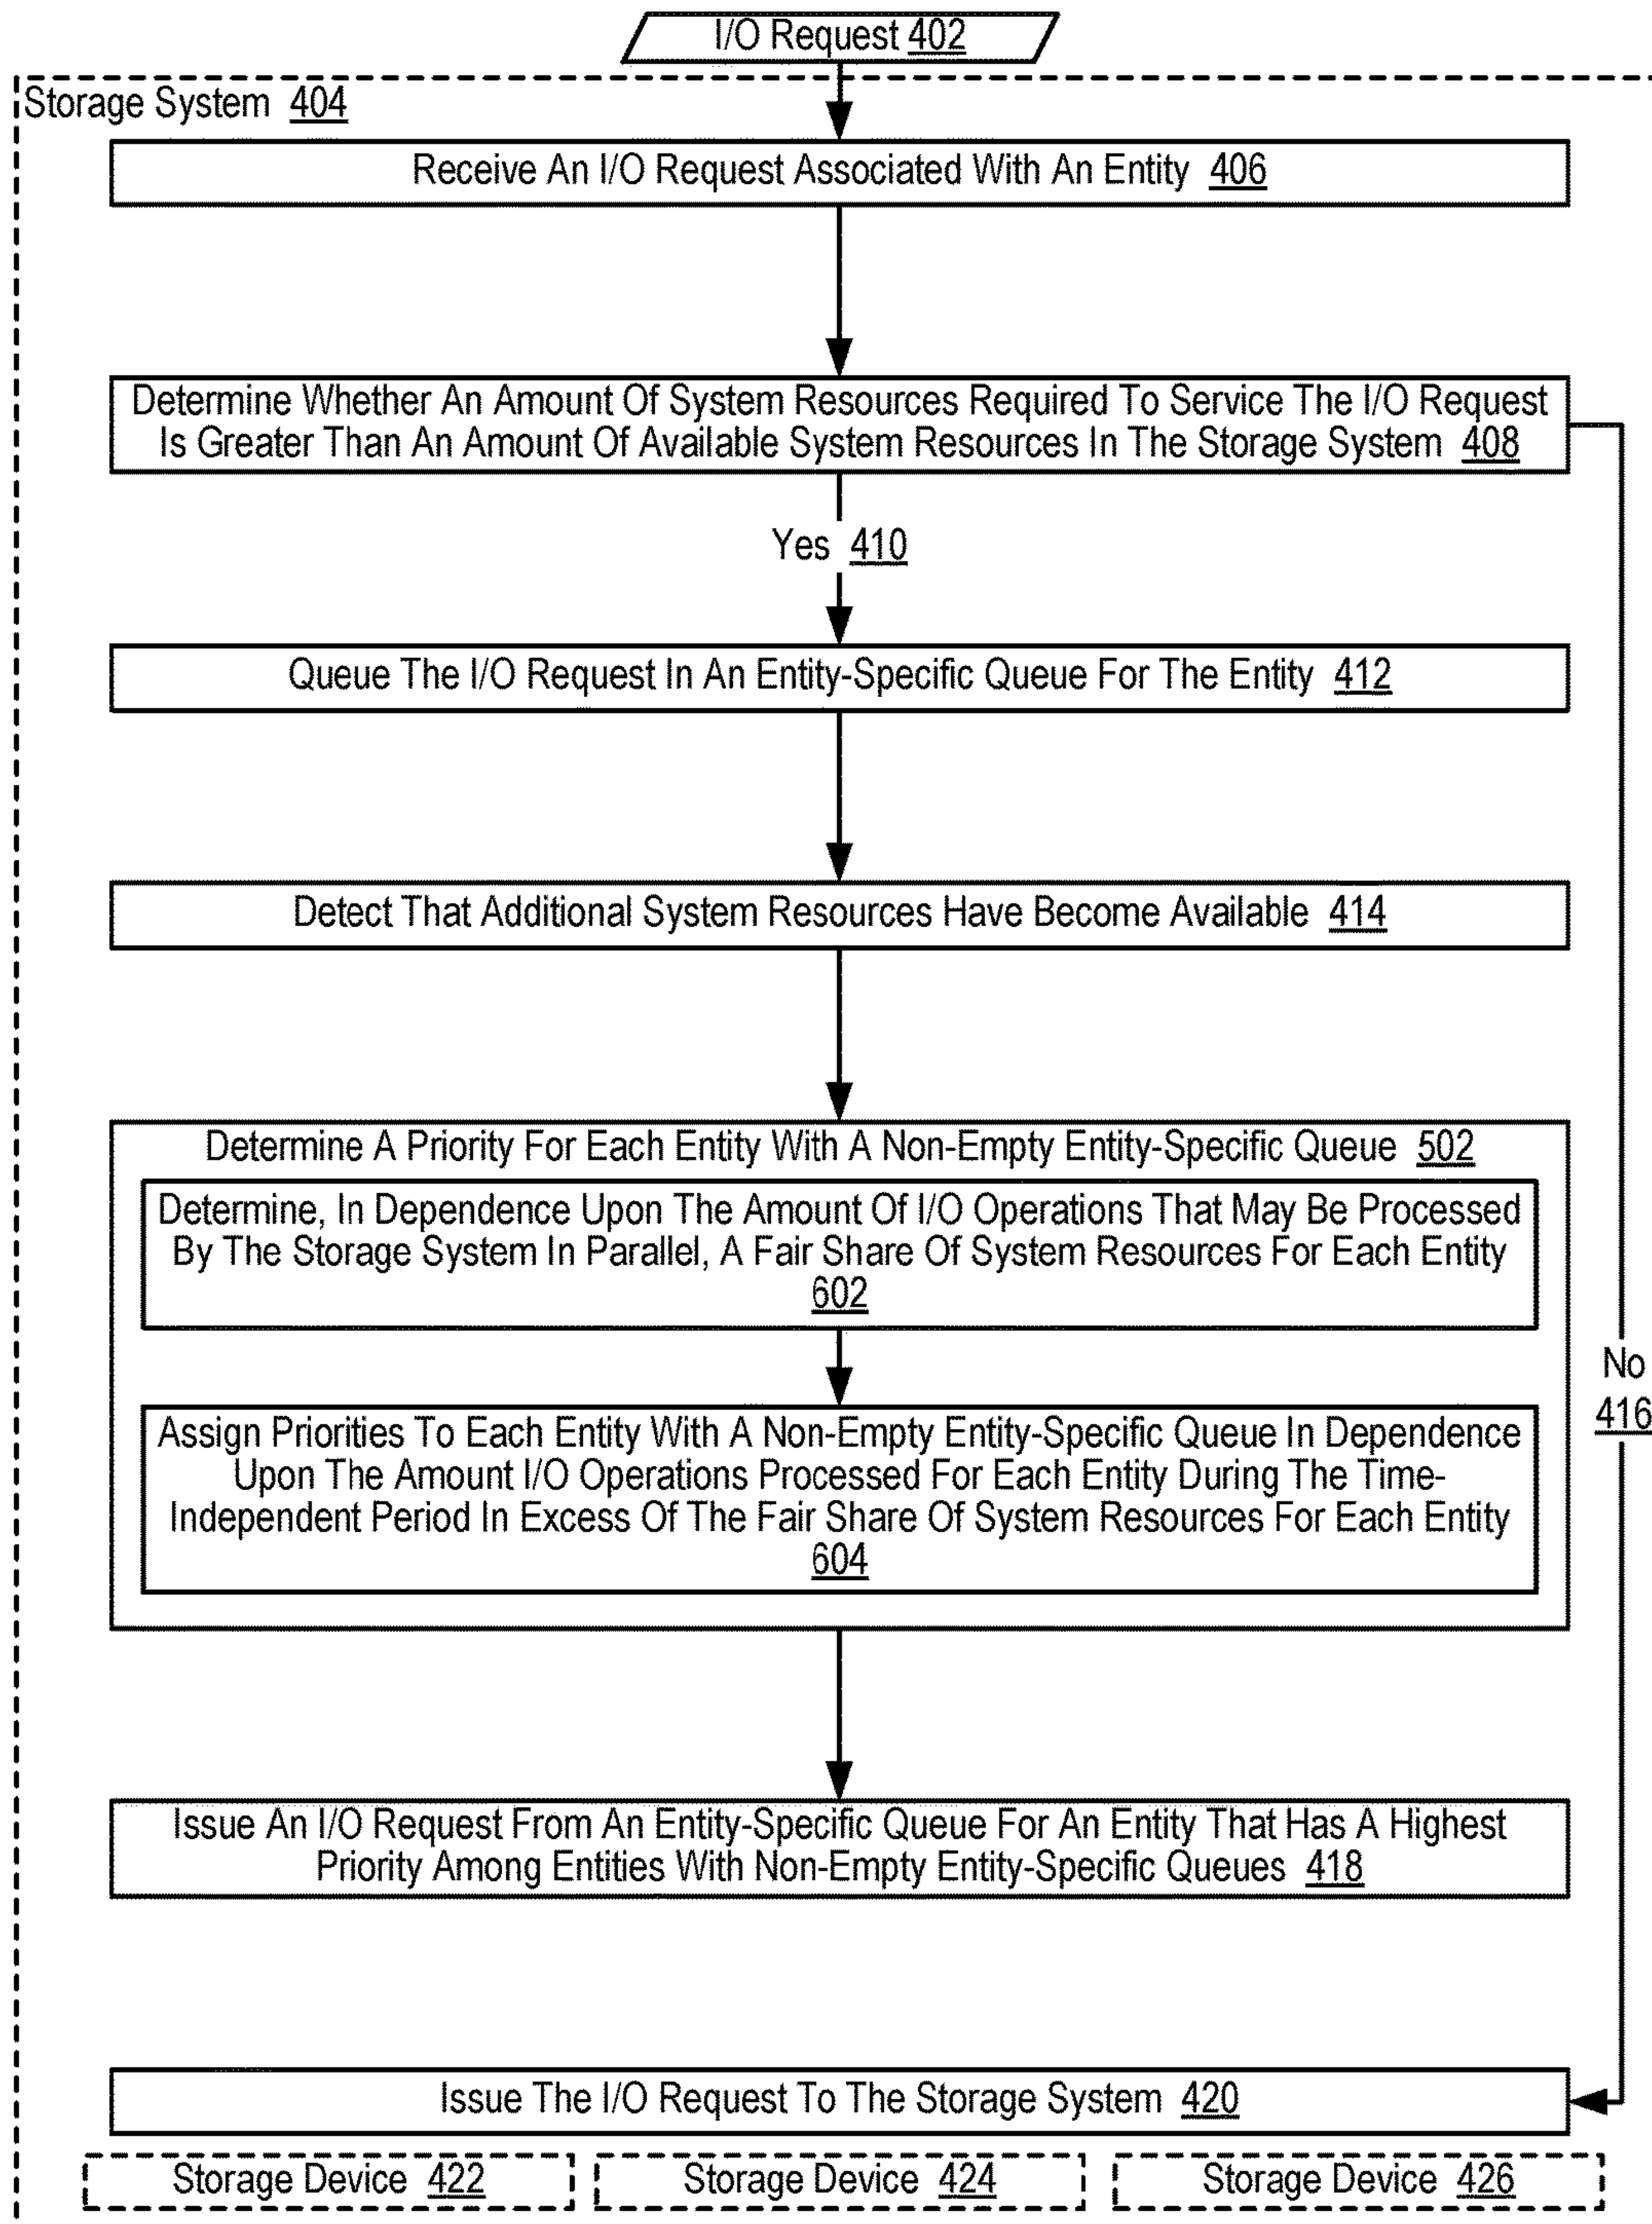 I/O Request 402
Storage System 404
Receive An I/O Request Associated With An Entity 406
Determine Whether An Amount Of System Resources Required To Service The I/O Request
Is Greater Than An Amount Of Available System Resources In The Storage System 408
Yes 410
Queue The I/O Request In An Entity-Specific Queue For The Entity 412
Detect That Additional System Resources Have Become Available 414
Determine A Priority For Each Entity With A Non-Empty Entity-Specific Queue 502
Determine, In Dependence Upon The Amount Of I/O Operations That May Be Processed
By The Storage System In Parallel, A Fair Share Of System Resources For Each Entity
602
No
416
Assign Priorities To Each Entity With A Non-Empty Entity-Specific Queue In Dependence
Upon The Amount I/O Operations Processed For Each Entity During The Time-
Independent Period In Excess Of The Fair Share Of System Resources For Each Entity
604
Issue An I/O Request From An Entity-Specific Queue For An Entity That Has A Highest
Priority Among Entities With Non-Empty Entity-Specific Queues 418
Issue The I/O Request To The Storage System 420
Storage Device 422
Storage Device 424
Storage Device 426